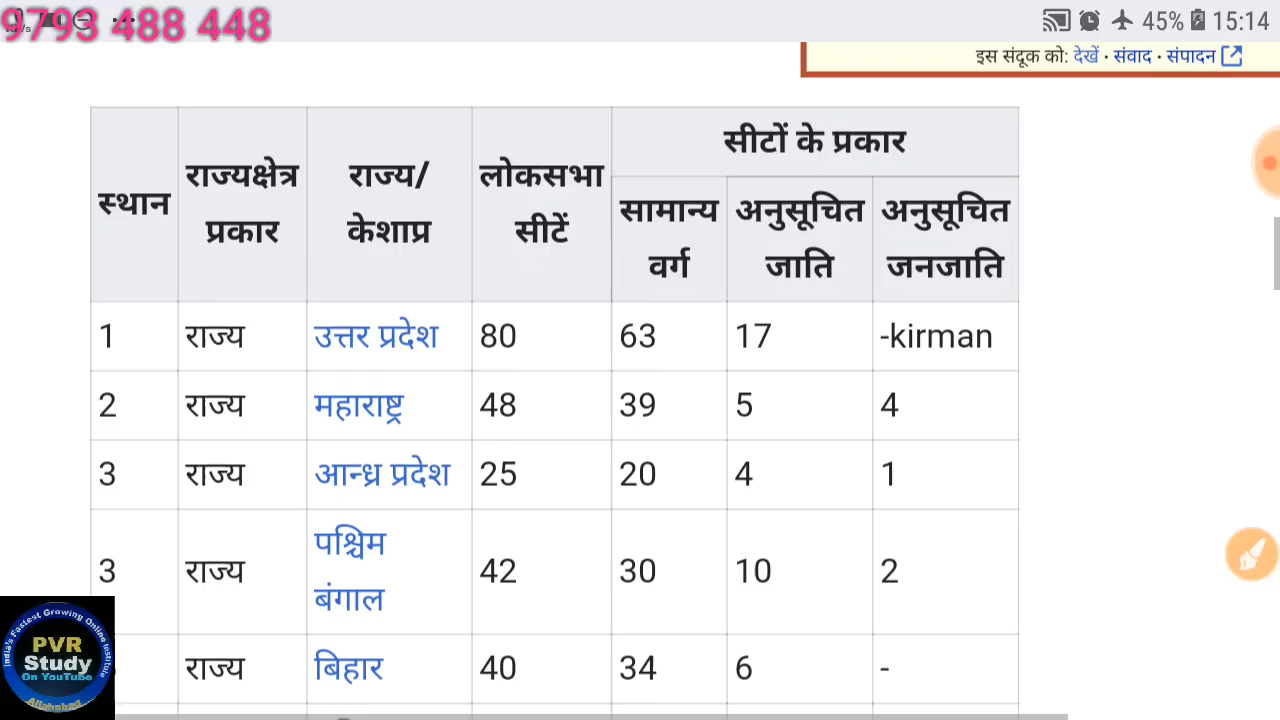 9793 488 448
45% 15:14
इस संदूक को: देखें · संवाद · संपादन
स्थान राज्यक्षेत्र प्रकार राज्य/ केशाप्र लोकसभा सीटें सीटों के प्रकार
सामान्य वर्ग अनुसूचित जाति अनुसूचित जनजाति
1 राज्य उत्तर प्रदेश 80 63 17 -kirman
2 राज्य महाराष्ट्र 48 39 5 4
3 राज्य आन्ध्र प्रदेश 25 20 4 1
3 राज्य पश्चिम बंगाल 42 30 10 2
राज्य बिहार 40 34 6 -
India's Fastest Growing Online Institute
PVR
Study
On YouTube
Allahabad